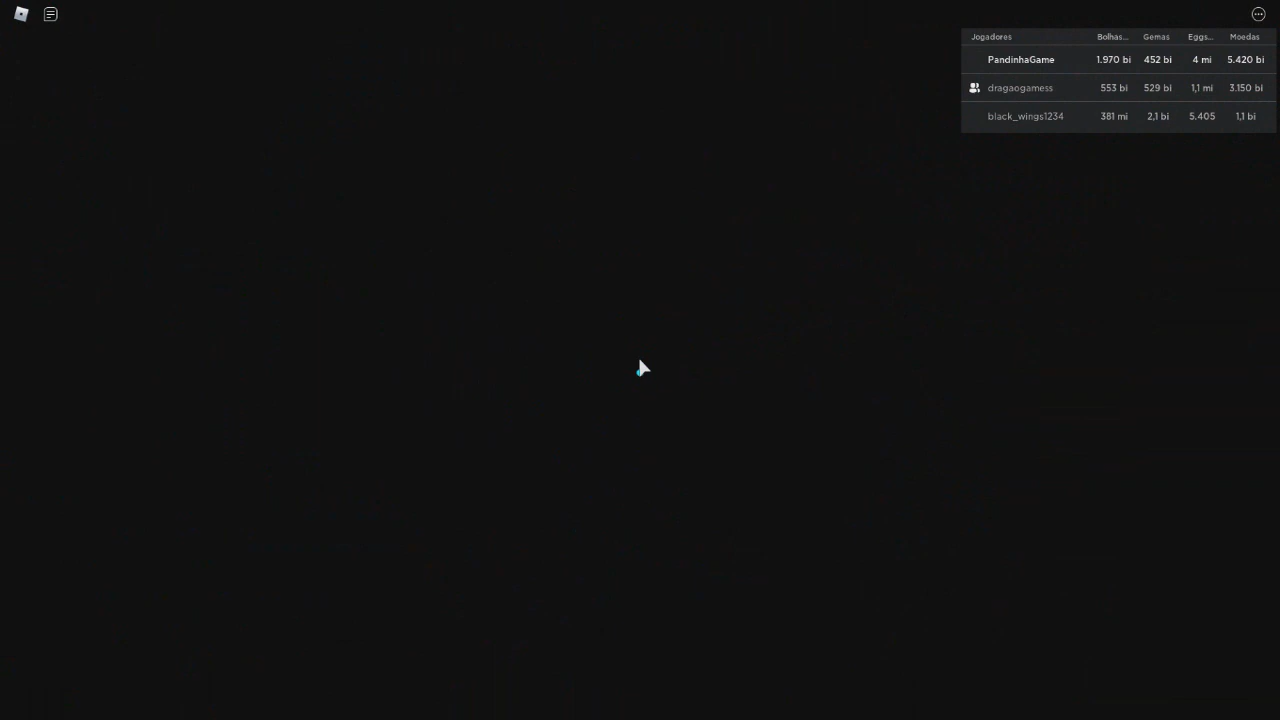 Jogadores Bolhas... Gemas Eggs... Moedas
PandinhaGame 1.970 bi 452 bi 4 mi 5.420 bi
dragaogamess 553 bi 529 bi 1,1 mi 3.150 bi
black_wings1234 381 mi 2,1 bi 5.405 1,1 bi